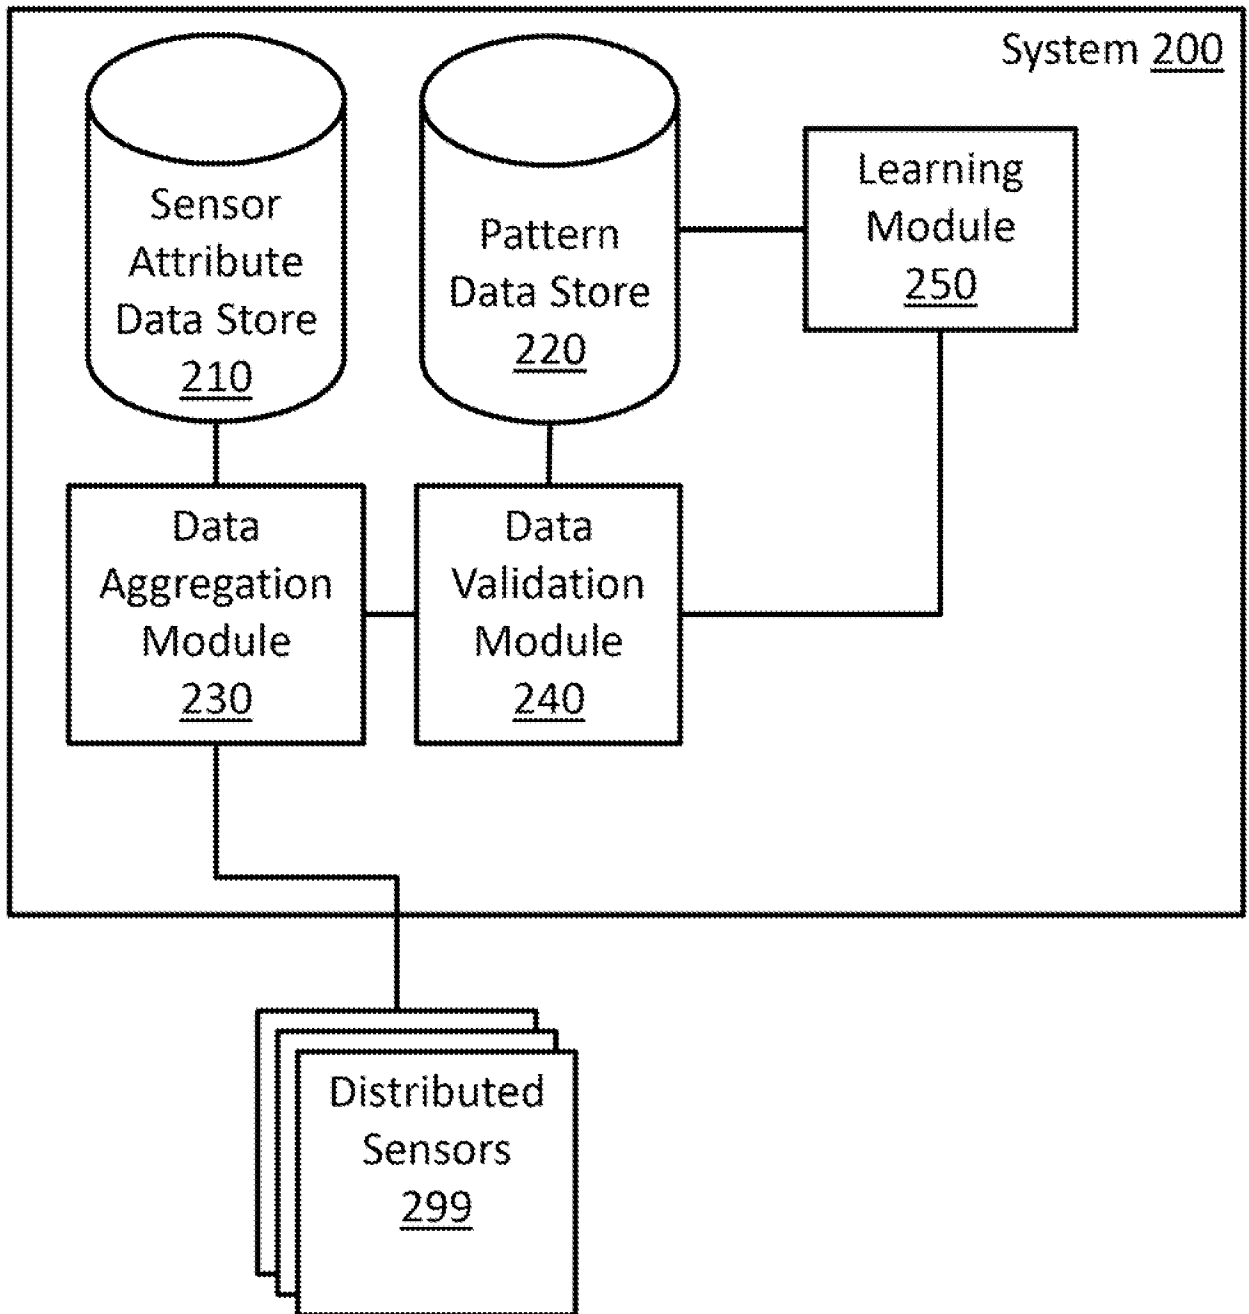 System 200
Sensor
Attribute
Data Store
210
Pattern
Data Store
220
Learning
Module
250
Data
Aggregation
Module
230
Data
Validation
Module
240
Distributed
Sensors
299